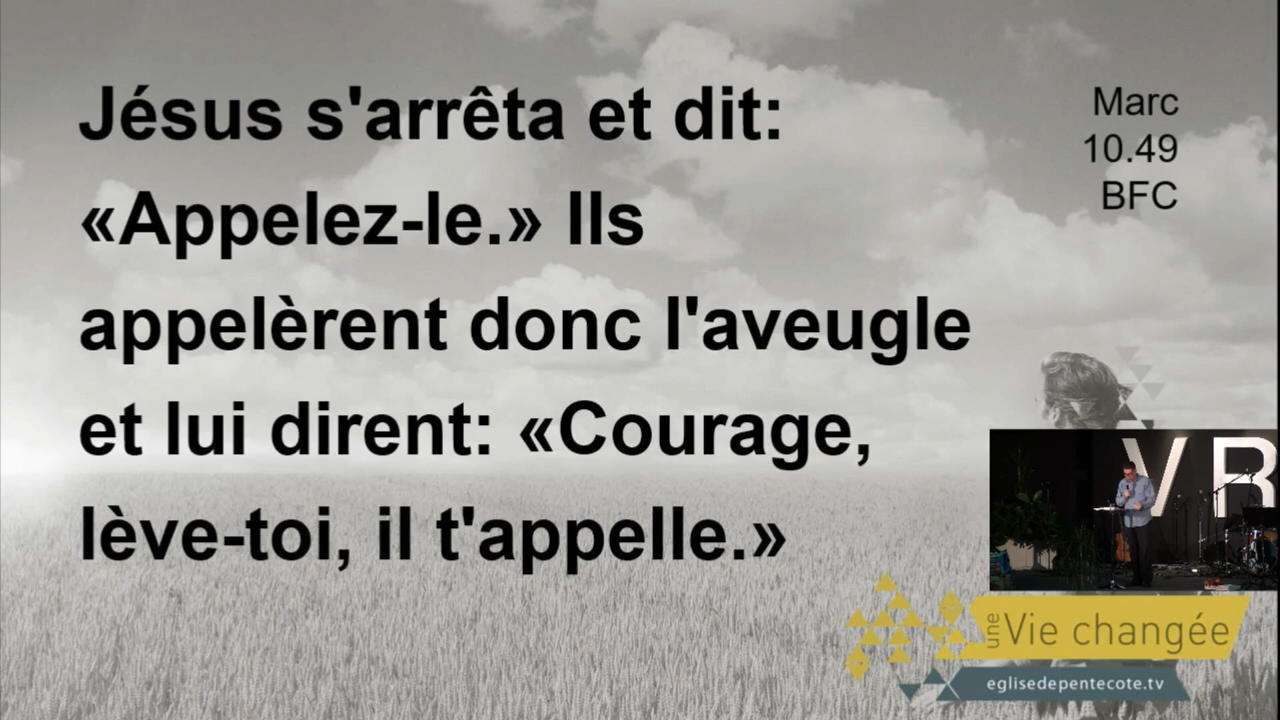 Jésus s'arrêta et dit:
«Appelez-le.» Ils
appelèrent donc l'aveugle
et lui dirent: «Courage,
lève-toi, il t'appelle.»
Marc
10.49
BFC
V R
une
Vie changée
eglisedepentecote.tv